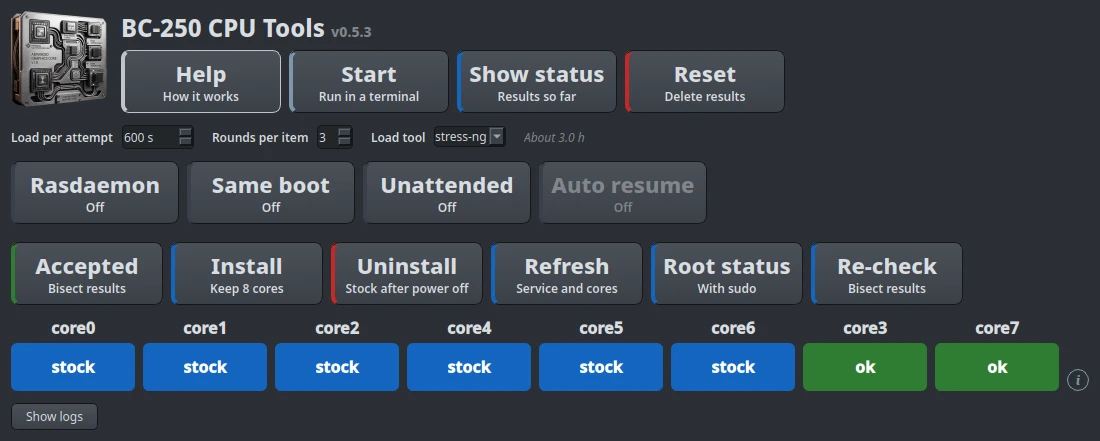 BC-250 CPU Tools v0.5.3
Help
How it works
Start
Run in a terminal
Show status
Results so far
Reset
Delete results
Load per attempt 600 s Rounds per item 3 Load tool stress-ng About 3.0 h
Rasdaemon
Off
Same boot
Off
Unattended
Off
Auto resume
Off
Accepted
Bisect results
Install
Keep 8 cores
Uninstall
Stock after power off
Refresh
Service and cores
Root status
With sudo
Re-check
Bisect results
core0 core1 core2 core4 core5 core6 core3 core7
stock stock stock stock stock stock ok ok
i
Show logs